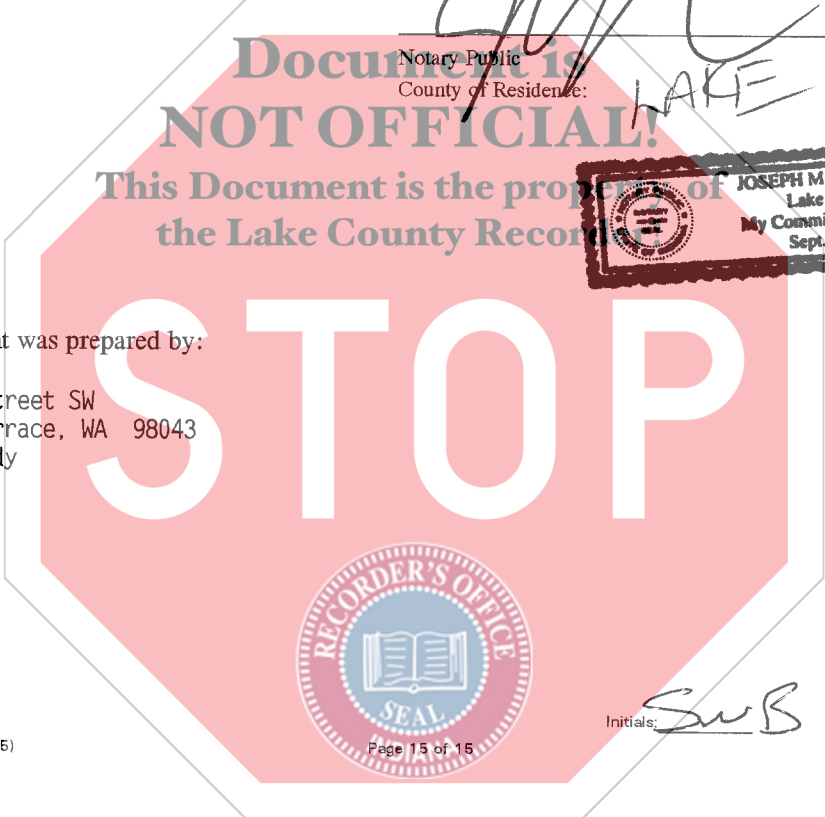 Document is
Notary Public
County of Residence:
LAKE
NOT OFFICIAL!
This Document is the property of
the Lake County Recorder!
JOSEPH M
Lake
My Commi
Sept.
t was prepared by:
treet SW
rrace, WA 98043
dy
STOP
RECORDER'S OFFICE
SEAL
INDIANA
Initials: SWB
5)
Page 15 of 15